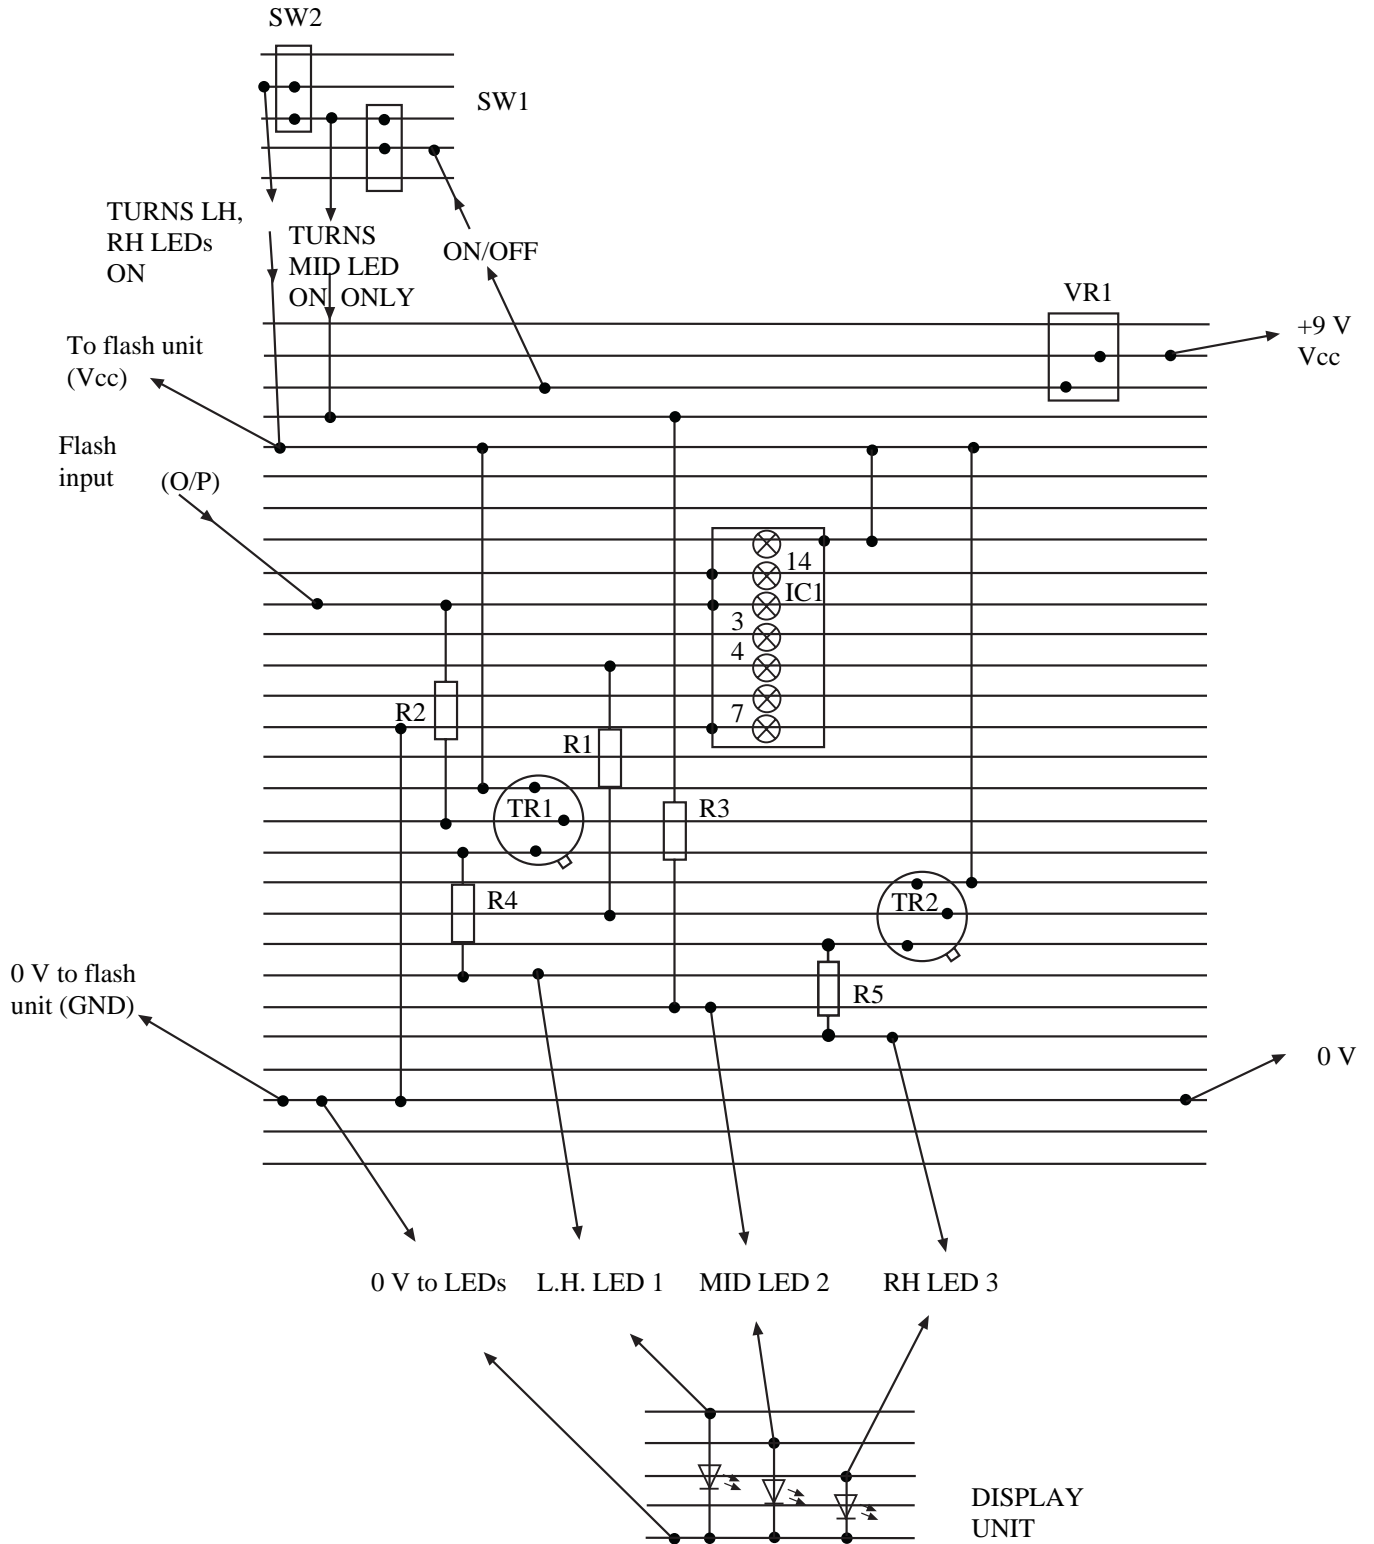 SW2
SW1
TURNS LH,
RH LEDs
ON
TURNS
MID LED
ON ONLY
ON/OFF
VR1
+9 V
Vcc
To flash unit
(Vcc)
Flash
input
(O/P)
14
IC1
3
4
7
R2
R1
TR1
R3
R4
TR2
R5
0 V to flash
unit (GND)
0 V
0 V to LEDs
L.H. LED 1
MID LED 2
RH LED 3
DISPLAY
UNIT